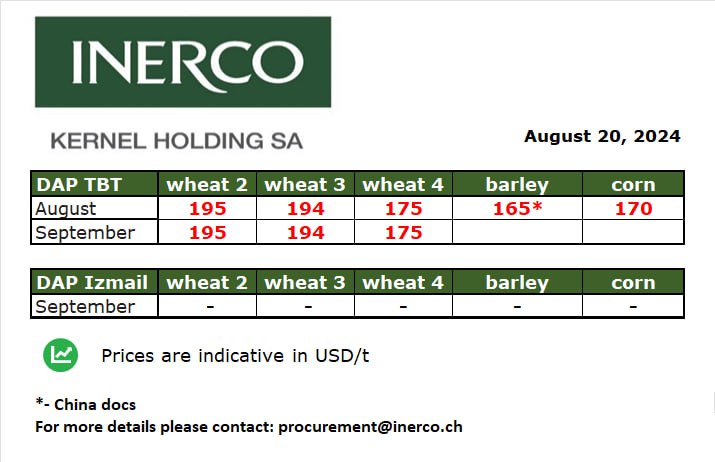 INERCO
KERNEL HOLDING SA
August 20, 2024
DAP TBT wheat 2 wheat 3 wheat 4 barley corn
August 195 194 175 165* 170
September 195 194 175
DAP Izmail wheat 2 wheat 3 wheat 4 barley corn
September - - - - -
Prices are indicative in USD/t
*- China docs
For more details please contact: procurement@inerco.ch